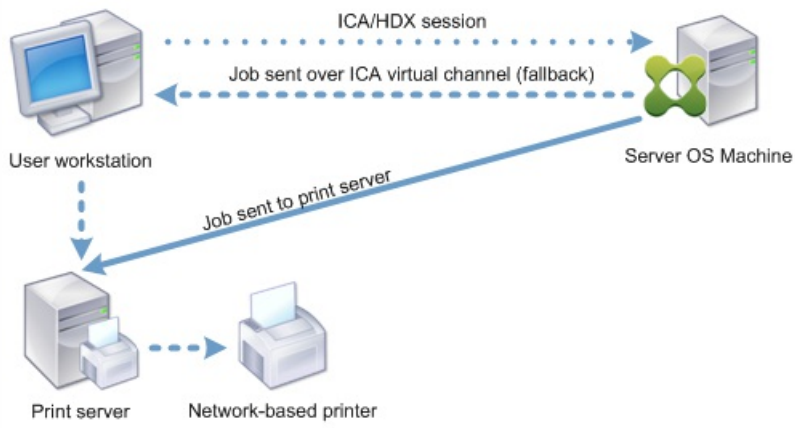 ICA/HDX session
Job sent over ICA virtual channel (fallback)
User workstation
Server OS Machine
Job sent to print server
Print server
Network-based printer